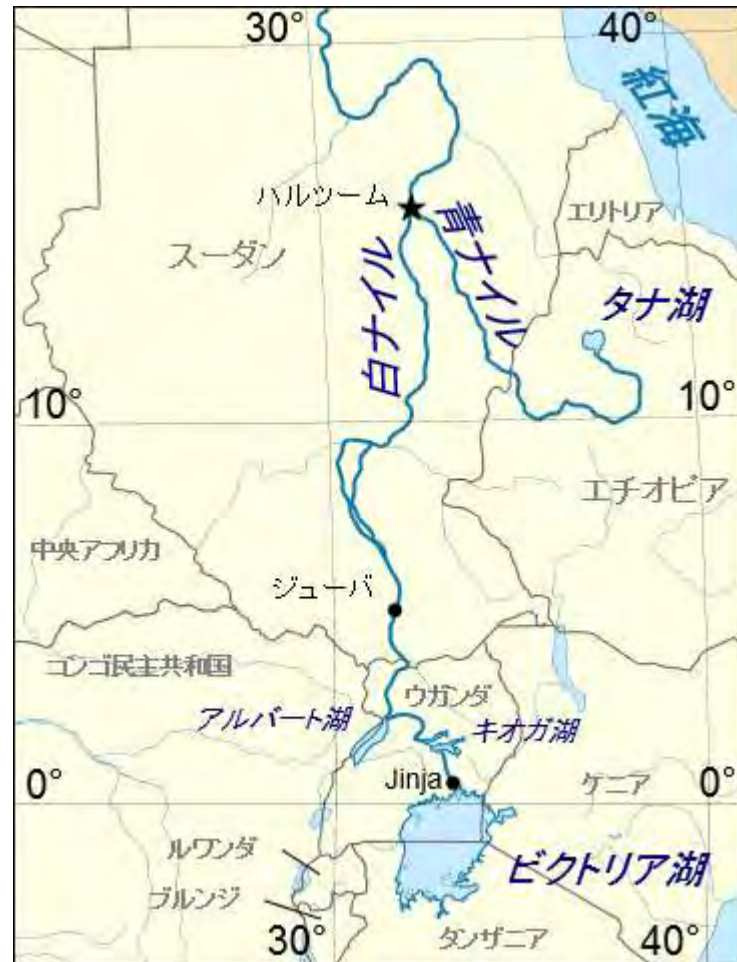 30°
40°
紅海
ハルツーム
青ナイル
エリトリア
スーダン
白ナイル
タナ湖
10°
10°
エチオピア
中央アフリカ
ジューバ
コンゴ民主共和国
ウガンダ
アルバート湖
キオガ湖
Jinja
0°
ケニア
0°
ルワンダ
ビクトリア湖
ブルンジ
30°
タンザニア
40°